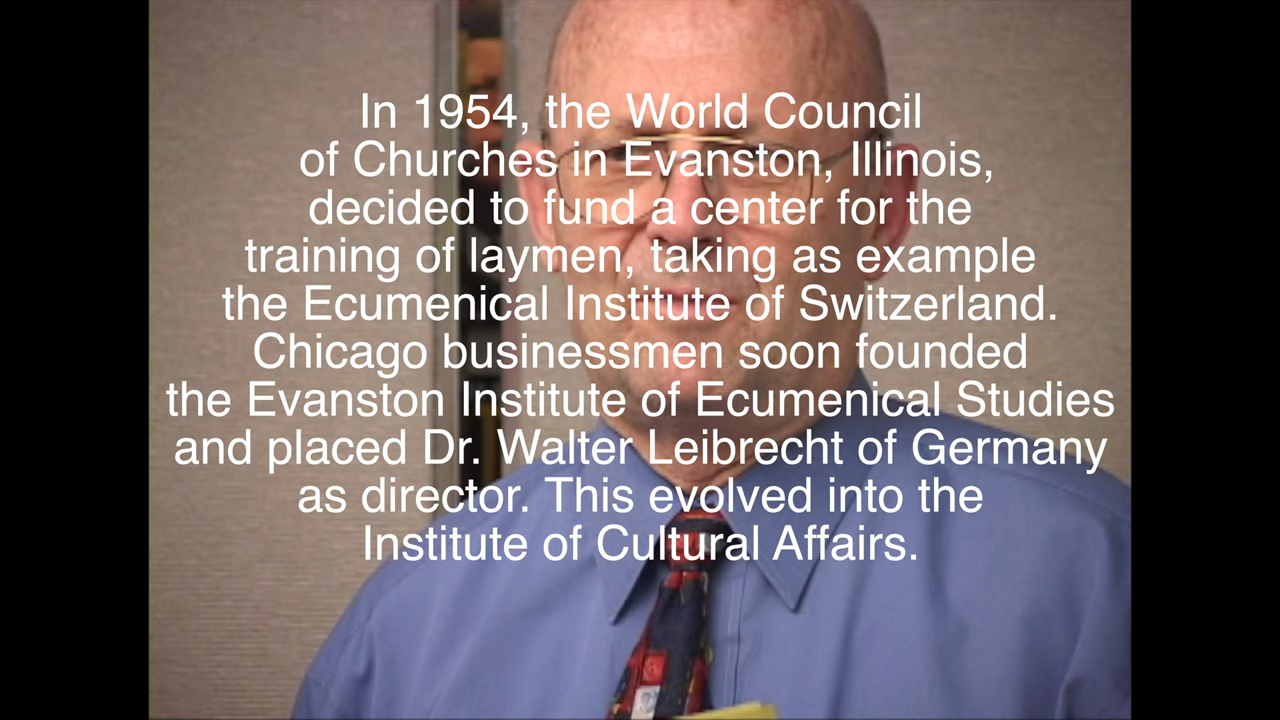 In 1954, the World Council
of Churches in Evanston, Illinois,
decided to fund a center for the
training of laymen, taking as example
the Ecumenical Institute of Switzerland.
Chicago businessmen soon founded
the Evanston Institute of Ecumenical Studies
and placed Dr. Walter Leibrecht of Germany
as director. This evolved into the
Institute of Cultural Affairs.